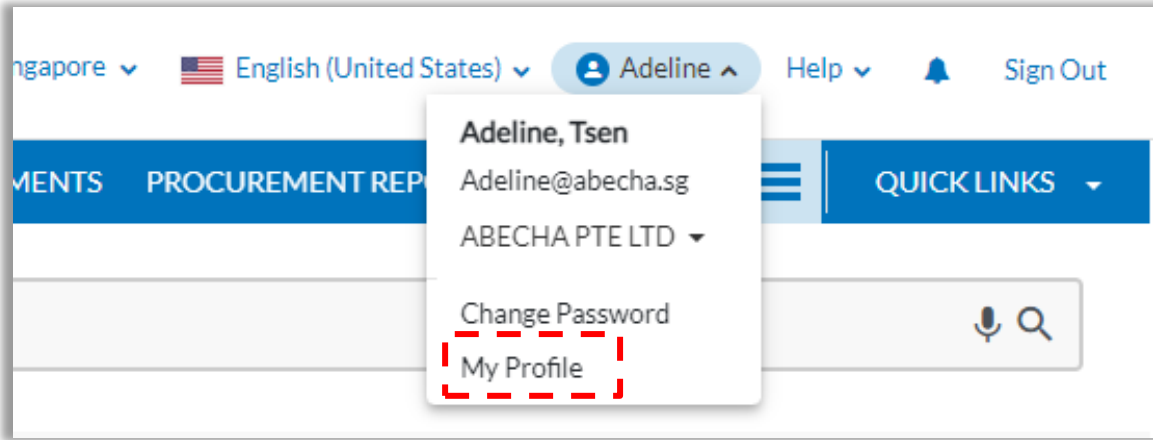 ngapore English (United States) Adeline Help Sign Out
Adeline, Tsen
MENTS PROCUREMENT REP Adeline@abecha.sg QUICK LINKS
ABECHA PTE LTD
Change Password
My Profile